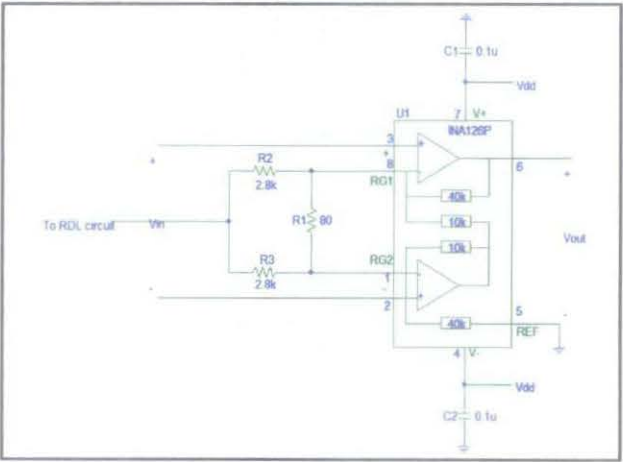 C1 0.1u
Vdd
U1 7 V+
INA126P
3
+
+
8
6
+
RG1
R2
2.8k
40k
10k
10k
To RDL circuit
Vin
R1 80
Vout
R3
2.8k
RG2
1
-
-
2
40k
5
-
REF
4 V-
Vdd
C2 0.1u